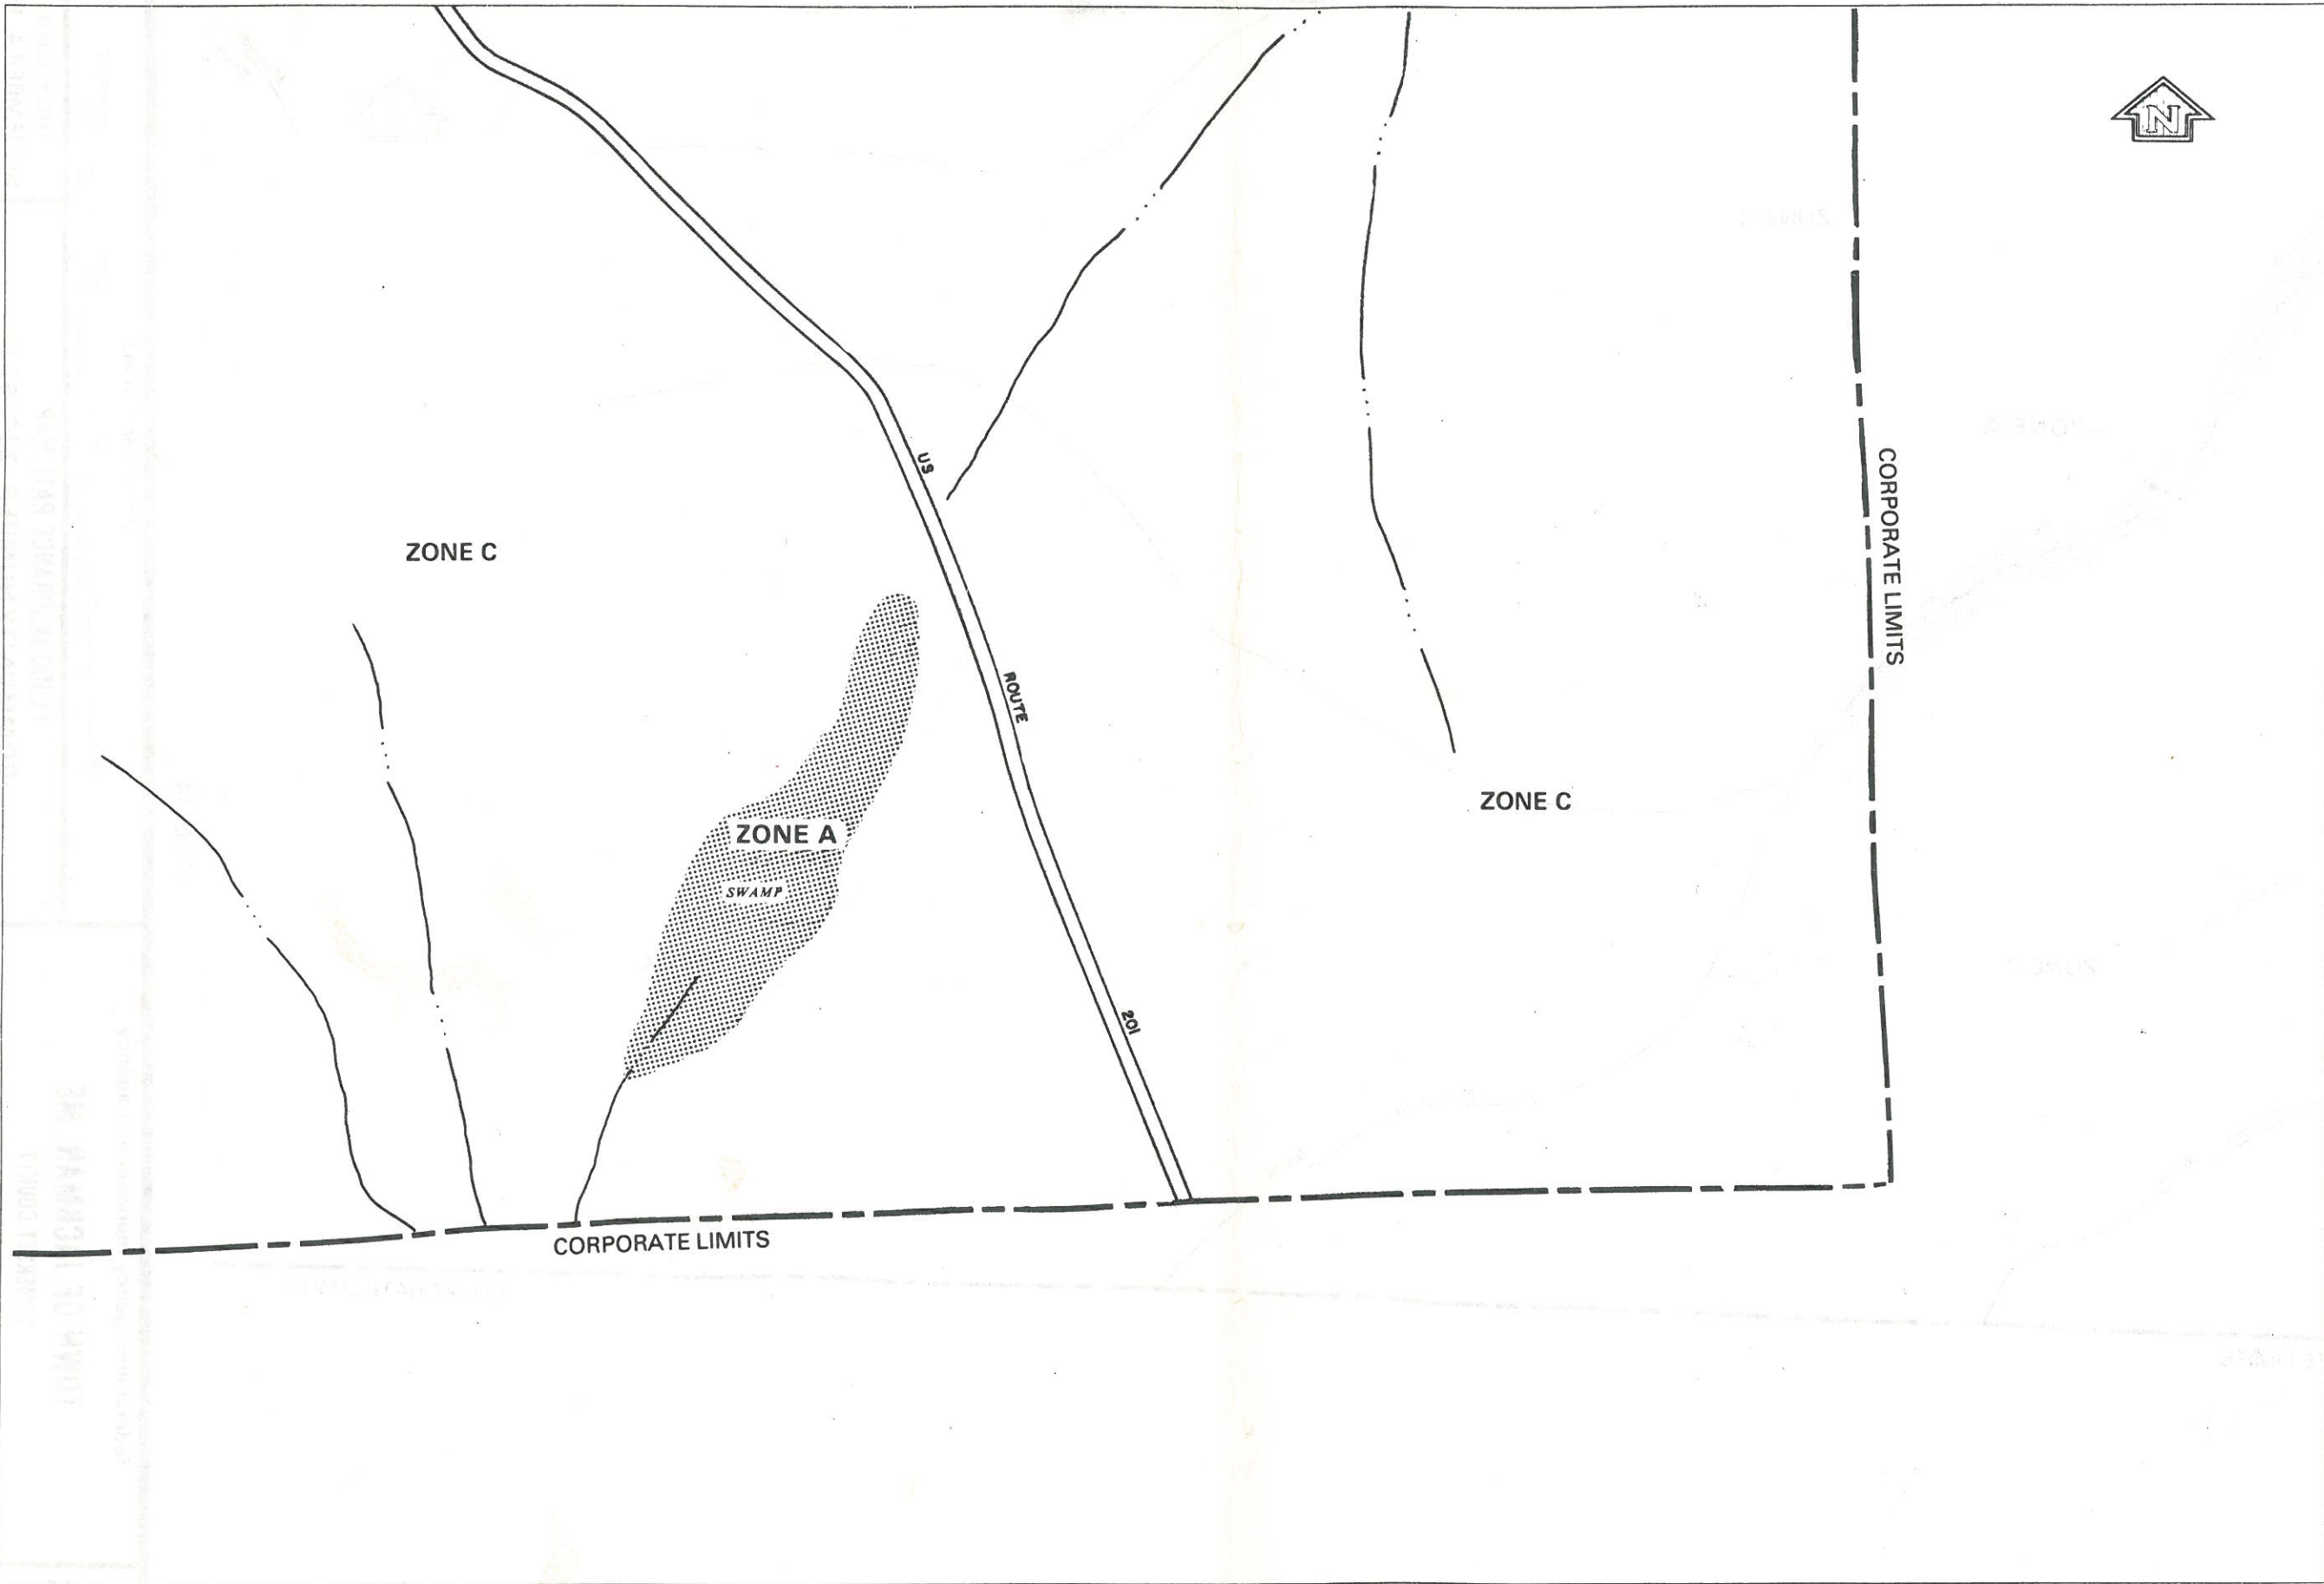 N
US
CORPORATE LIMITS
ZONE C
ROUTE
ZONE C
ZONE A
SWAMP
201
CORPORATE LIMITS